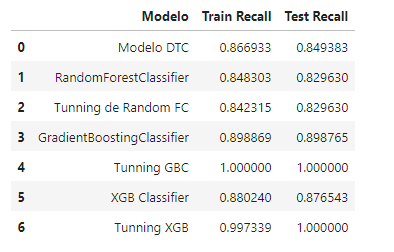 Modelo Train Recall Test Recall
0 Modelo DTC 0.866933 0.849383
1 RandomForestClassifier 0.848303 0.829630
2 Tunning de Random FC 0.842315 0.829630
3 GradientBoostingClassifier 0.898869 0.898765
4 Tunning GBC 1.000000 1.000000
5 XGB Classifier 0.880240 0.876543
6 Tunning XGB 0.997339 1.000000